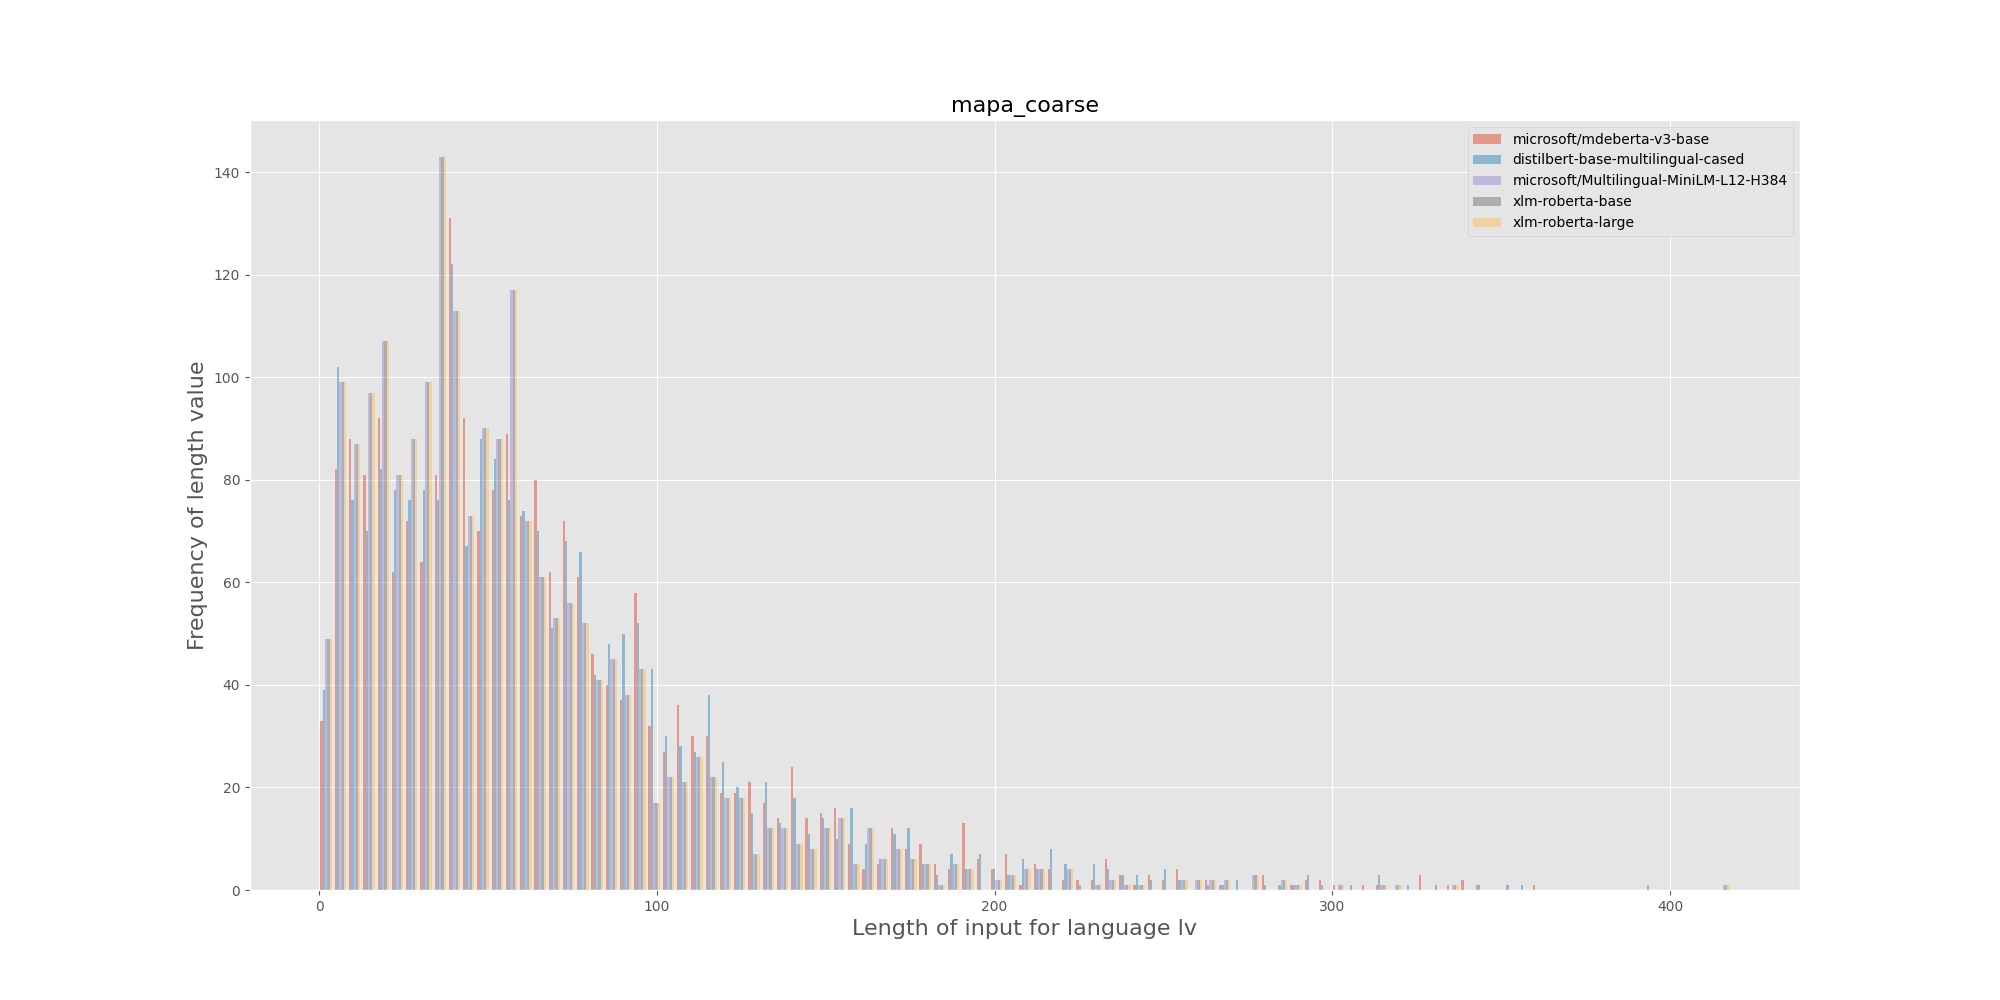 mapa_coarse
microsoft/mdeberta-v3-base
distilbert-base-multilingual-cased
microsoft/Multilingual-MiniLM-L12-H384
xlm-roberta-base
xlm-roberta-large
Frequency of length value
140
120
100
80
60
40
20
0
0 100 200 300 400
Length of input for language lv